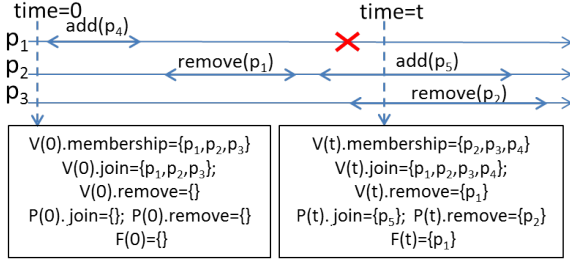 time=0 time=t
add(p4)
p1
p2 remove(p1) add(p5)
p3 remove(p2)
V(0).membership={p1,p2,p3}
V(0).join={p1,p2,p3};
V(0).remove={}
P(0).join={}; P(0).remove={}
F(0)={}
V(t).membership={p2,p3,p4}
V(t).join={p1,p2,p3,p4};
V(t).remove={p1}
P(t).join={p5}; P(t).remove={p2}
F(t)={p1}